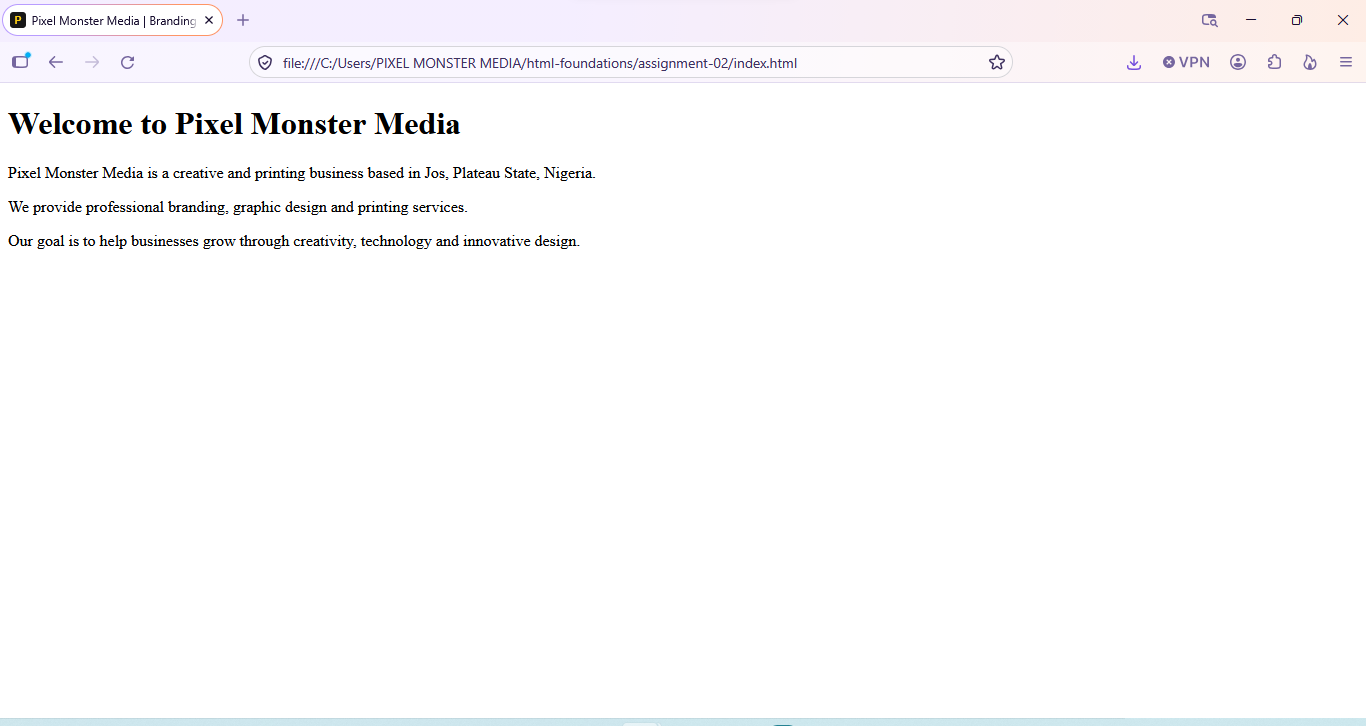 P
Pixel Monster Media | Branding
file:///C:/Users/PIXEL MONSTER MEDIA/html-foundations/assignment-02/index.html
VPN
Welcome to Pixel Monster Media
Pixel Monster Media is a creative and printing business based in Jos, Plateau State, Nigeria.
We provide professional branding, graphic design and printing services.
Our goal is to help businesses grow through creativity, technology and innovative design.